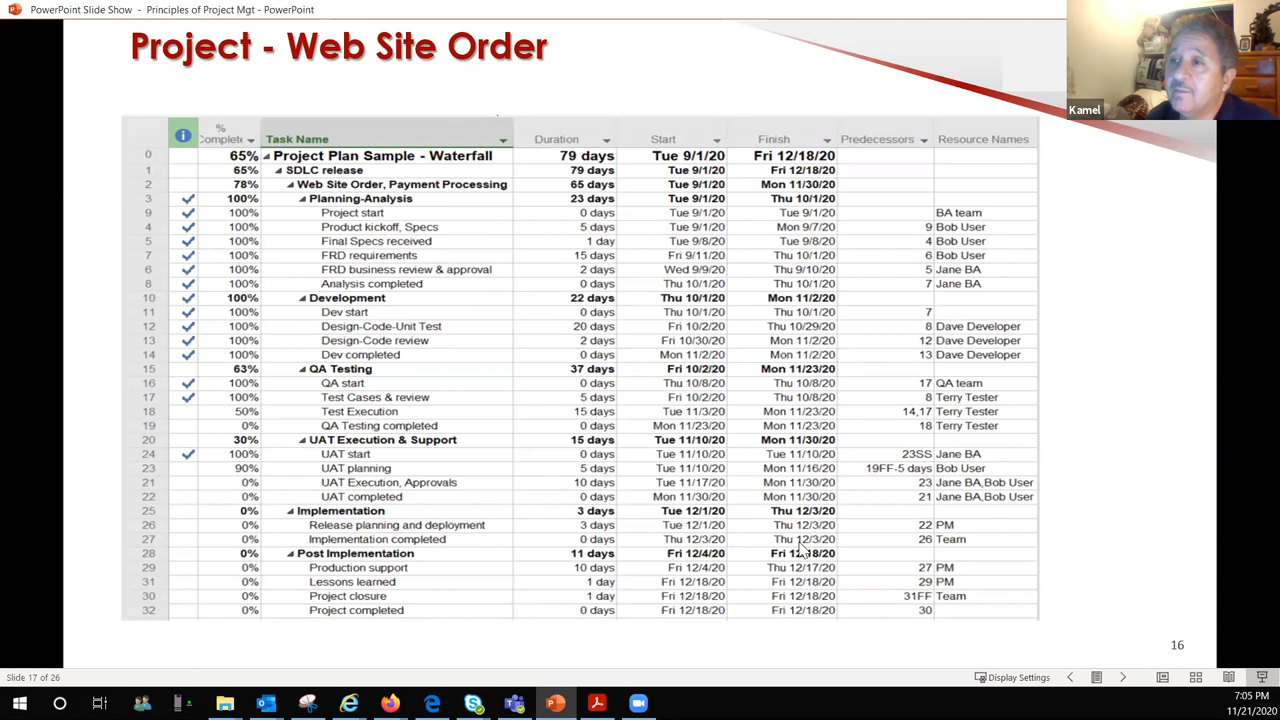 PowerPoint Slide Show - Principles of Project Mgt - PowerPoint
Project - Web Site Order
Kamel
% Complete Task Name Duration Start Finish Predecessors Resource Names
0 65% Project Plan Sample - Waterfall 79 days Tue 9/1/20 Fri 12/18/20
1 65% SDLC release 79 days Tue 9/1/20 Fri 12/18/20
2 78% Web Site Order, Payment Processing 65 days Tue 9/1/20 Mon 11/30/20
3 100% Planning-Analysis 23 days Tue 9/1/20 Thu 10/1/20
9 100% Project start 0 days Tue 9/1/20 Tue 9/1/20 BA team
4 100% Product kickoff, Specs 5 days Tue 9/1/20 Mon 9/7/20 9 Bob User
5 100% Final Specs received 1 day Tue 9/8/20 Tue 9/8/20 4 Bob User
7 100% FRD requirements 15 days Fri 9/11/20 Thu 10/1/20 6 Bob User
6 100% FRD business review & approval 2 days Wed 9/9/20 Thu 9/10/20 5 Jane BA
8 100% Analysis completed 0 days Thu 10/1/20 Thu 10/1/20 7 Jane BA
10 100% Development 22 days Thu 10/1/20 Mon 11/2/20
11 100% Dev start 0 days Thu 10/1/20 Thu 10/1/20 7
12 100% Design-Code-Unit Test 20 days Fri 10/2/20 Thu 10/29/20 8 Dave Developer
13 100% Design-Code review 2 days Fri 10/30/20 Mon 11/2/20 12 Dave Developer
14 100% Dev completed 0 days Mon 11/2/20 Mon 11/2/20 13 Dave Developer
15 63% QA Testing 37 days Fri 10/2/20 Mon 11/23/20
16 100% QA start 0 days Thu 10/8/20 Thu 10/8/20 17 QA team
17 100% Test Cases & review 5 days Fri 10/2/20 Thu 10/8/20 8 Terry Tester
18 50% Test Execution 15 days Tue 11/3/20 Mon 11/23/20 14,17 Terry Tester
19 0% QA Testing completed 0 days Mon 11/23/20 Mon 11/23/20 18 Terry Tester
20 30% UAT Execution & Support 15 days Tue 11/10/20 Mon 11/30/20
24 100% UAT start 0 days Tue 11/10/20 Tue 11/10/20 23SS Jane BA
23 90% UAT planning 5 days Tue 11/10/20 Mon 11/16/20 19FF-5 days Bob User
21 0% UAT Execution, Approvals 10 days Tue 11/17/20 Mon 11/30/20 23 Jane BA,Bob User
22 0% UAT completed 0 days Mon 11/30/20 Mon 11/30/20 21 Jane BA,Bob User
25 0% Implementation 3 days Tue 12/1/20 Thu 12/3/20
26 0% Release planning and deployment 3 days Tue 12/1/20 Thu 12/3/20 22 PM
27 0% Implementation completed 0 days Thu 12/3/20 Thu 12/3/20 26 Team
28 0% Post Implementation 11 days Fri 12/4/20 Fri 12/18/20
29 0% Production support 10 days Fri 12/4/20 Thu 12/17/20 27 PM
31 0% Lessons learned 1 day Fri 12/18/20 Fri 12/18/20 29 PM
30 0% Project closure 1 day Fri 12/18/20 Fri 12/18/20 31FF Team
32 0% Project completed 0 days Fri 12/18/20 Fri 12/18/20 30
16
Slide 17 of 26 Display Settings
7:05 PM
11/21/2020